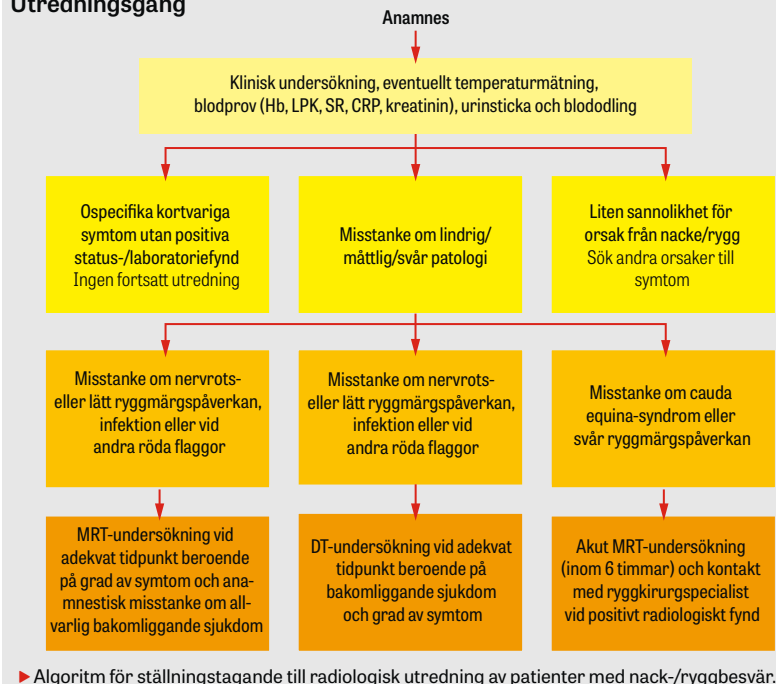 Utredningsgång
Anamnes
Klinisk undersökning, eventuellt temperaturmätning,
blodprov (Hb, LPK, SR, CRP, kreatinin), urinsticka och blododling
Ospecifika kortvariga
symtom utan positiva
status-/laboratoriefynd
Ingen fortsatt utredning
Misstanke om lindrig/
måttlig/svår patologi
Liten sannolikhet för
orsak från nacke/rygg
Sök andra orsaker till
symtom
Misstanke om nervrots-
eller lätt ryggmärgspåverkan,
infektion eller vid
andra röda flaggor
Misstanke om nervrots-
eller lätt ryggmärgspåverkan,
infektion eller vid
andra röda flaggor
Misstanke om cauda
equina-syndrom eller
svår ryggmärgspåverkan
MRT-undersökning vid
adekvat tidpunkt beroende
på grad av symtom och ana-
mnestisk misstanke om all-
varlig bakomliggande sjukdom
DT-undersökning vid adekvat
tidpunkt beroende på
bakomliggande sjukdom
och grad av symtom
Akut MRT-undersökning
(inom 6 timmar) och kontakt
med ryggkirurgspecialist
vid positivt radiologiskt fynd
▶ Algoritm för ställningstagande till radiologisk utredning av patienter med nack-/ryggbesvär.